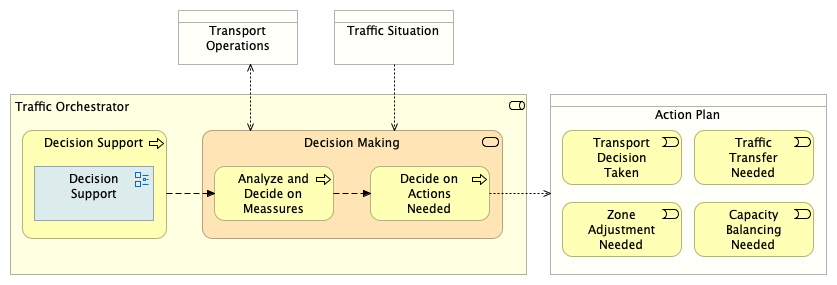 Transport
Operations
Traffic Situation
Traffic Orchestrator
Action Plan
Decision Support
Decision Making
Decision
Support
Analyze and
Decide on
Meassures
Decide on
Actions
Needed
Transport
Decision
Taken
Traffic
Transfer
Needed
Zone
Adjustment
Needed
Capacity
Balancing
Needed